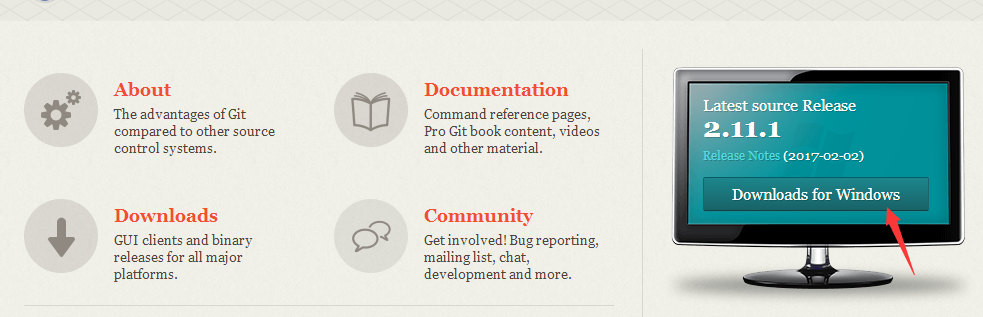 About
The advantages of Git
compared to other source
control systems.
Documentation
Command reference pages,
Pro Git book content, videos
and other material.
Downloads
GUI clients and binary
releases for all major
platforms.
Community
Get involved! Bug reporting,
mailing list, chat,
development and more.
Latest source Release
2.11.1
Release Notes (2017-02-02)
Downloads for Windows